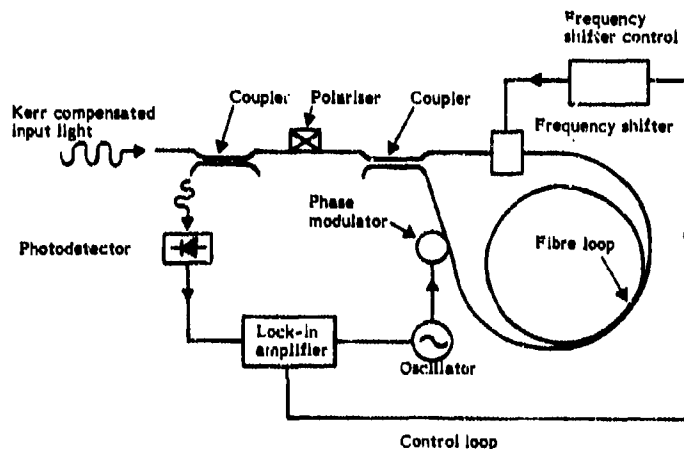 Frequency
shifter control
Coupler
Polariser
Coupler
Kerr compensated
input light
Frequency shifter
Phase
modulator
Photodetector
Fibre loop
Lock-in
amplifier
Oscillator
Control loop